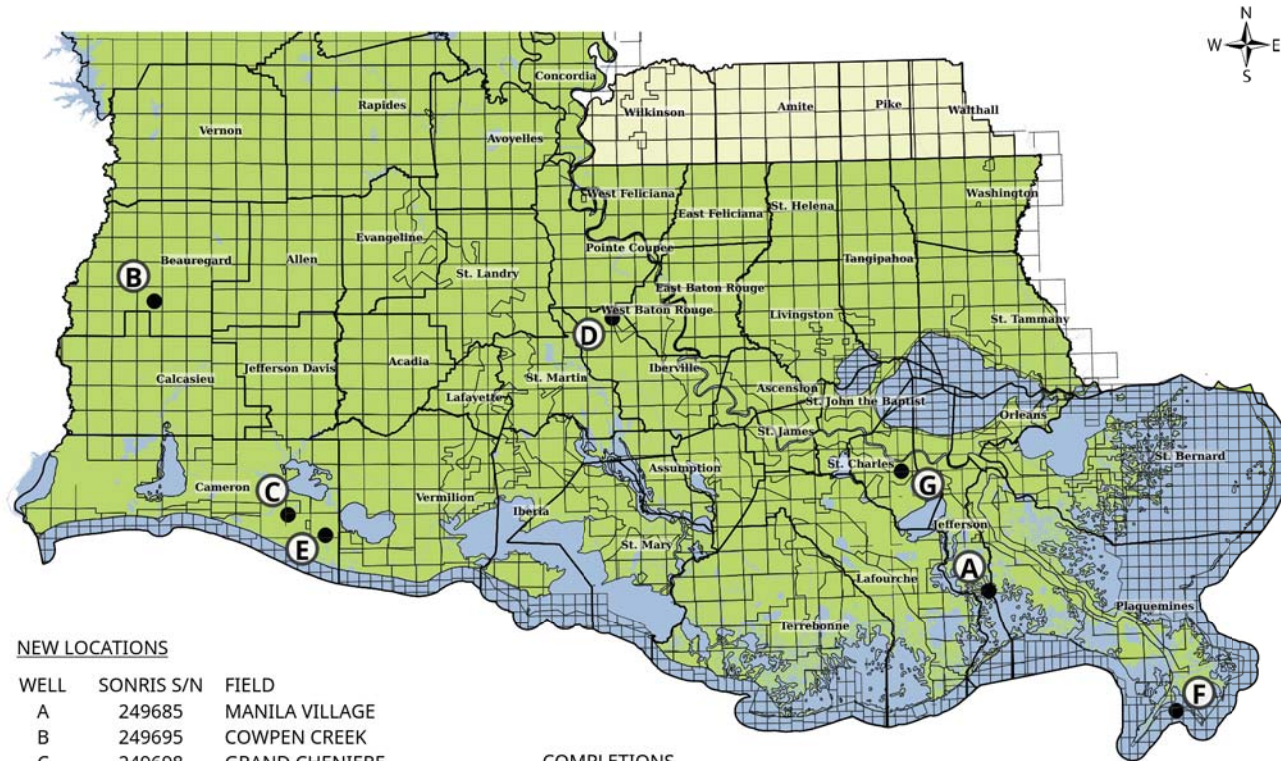 N
W E
S
Concordia
Rapides
Wilkinson
Amite
Pike
Walthall
Vernon
Avoyelles
West Feliciana
Washington
St. Helena
East Feliciana
Evangeline
Pointe Coupee
Beauregard
Allen
Tangipahoa
B
St. Landry
East Baton Rouge
West Baton Rouge
Livingston
St. Tammany
D
Acadia
Jefferson Davis
Iberville
Calcasieu
St. Martin
Ascension
Lafayette
St. John the Baptist
Orleans
St. James
St. Bernard
Assumption
St. Charles
Cameron
C
G
Vermilion
Iberia
Jefferson
St. Mary
E
A
Lafourche
Plaquemines
Terrebonne
F
NEW LOCATIONS
WELL SONRIS S/N FIELD
A 249685 MANILA VILLAGE
B 249695 COWPEN CREEK
C 249698 GRAND CHENIERE
COMPLETIONS